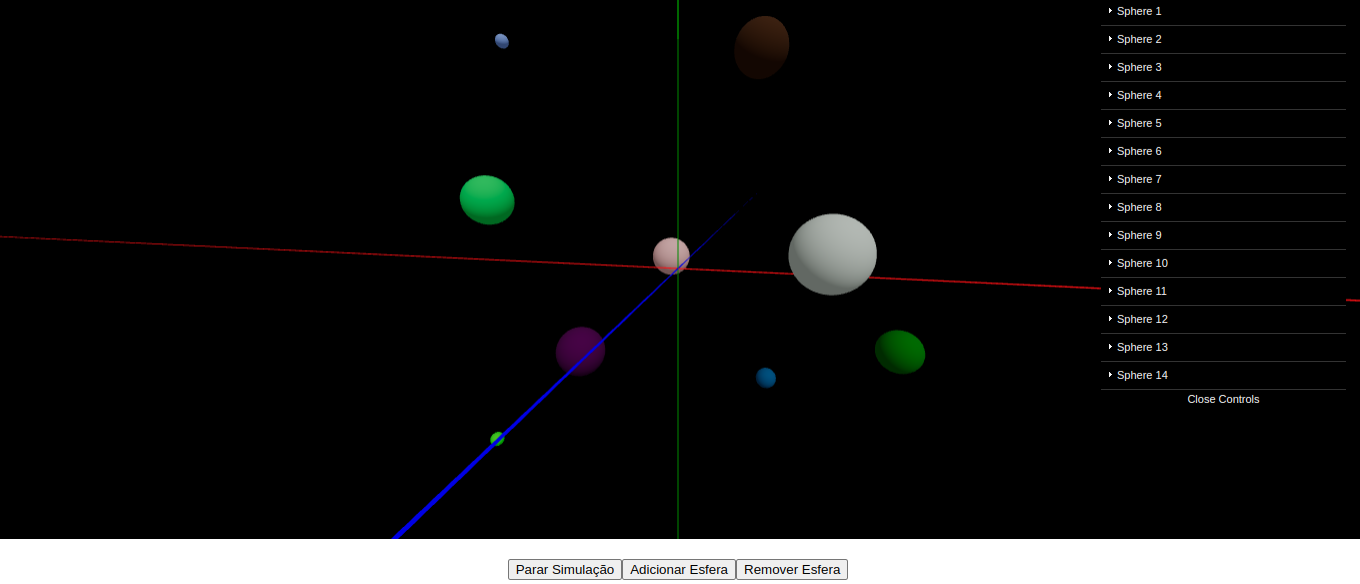 Sphere 1
Sphere 2
Sphere 3
Sphere 4
Sphere 5
Sphere 6
Sphere 7
Sphere 8
Sphere 9
Sphere 10
Sphere 11
Sphere 12
Sphere 13
Sphere 14
Close Controls
Parar Simulação Adicionar Esfera Remover Esfera